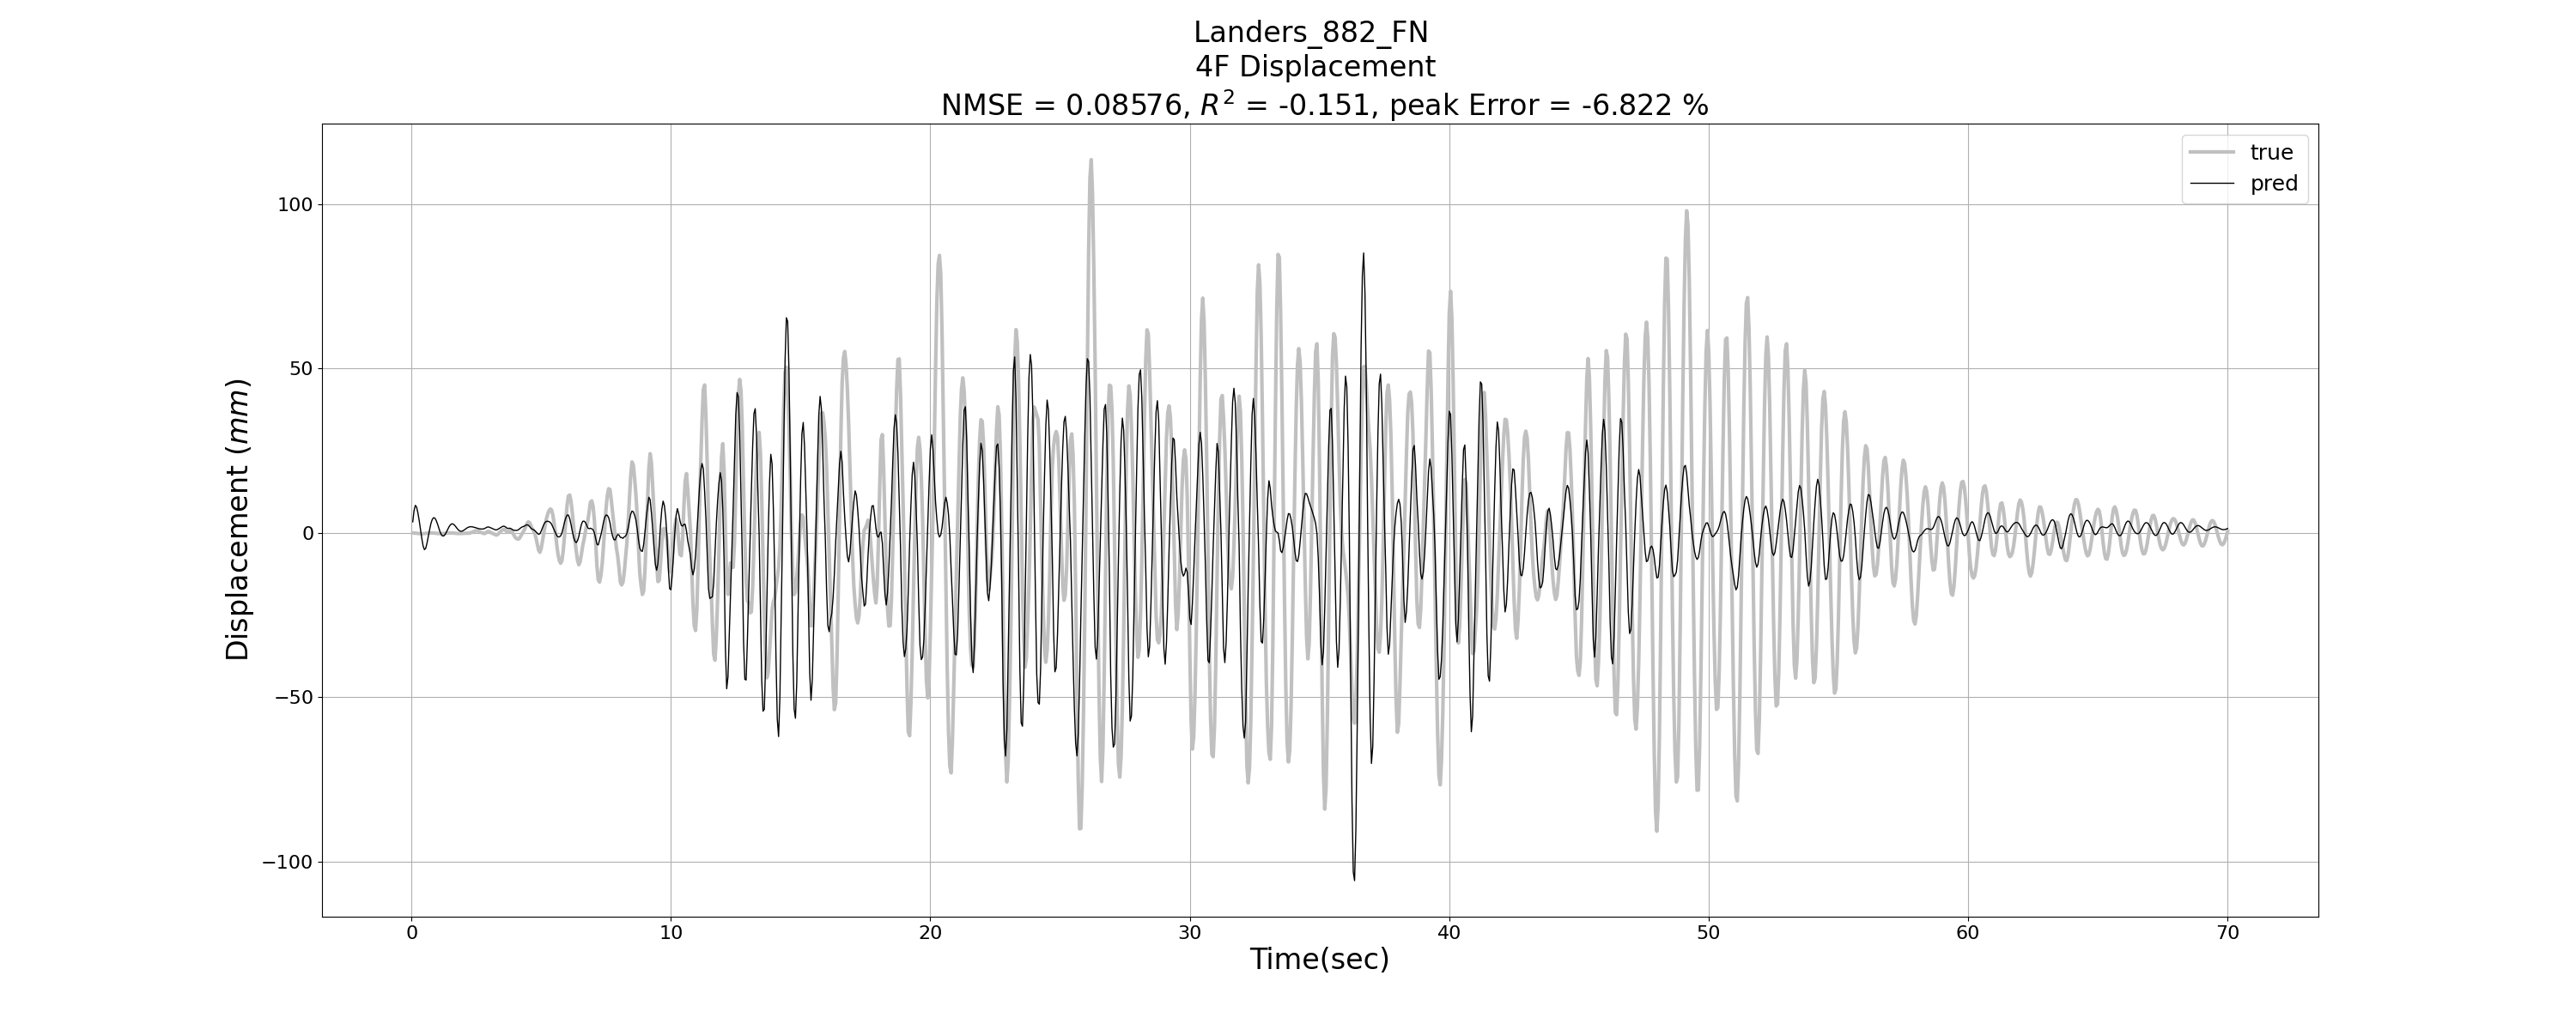 Landers_882_FN
4F Displacement
NMSE = 0.08576, R² = -0.151, peak Error = -6.822 %
true
pred
Displacement (mm)
100
50
0
−50
−100
0 10 20 30 40 50 60 70
Time(sec)